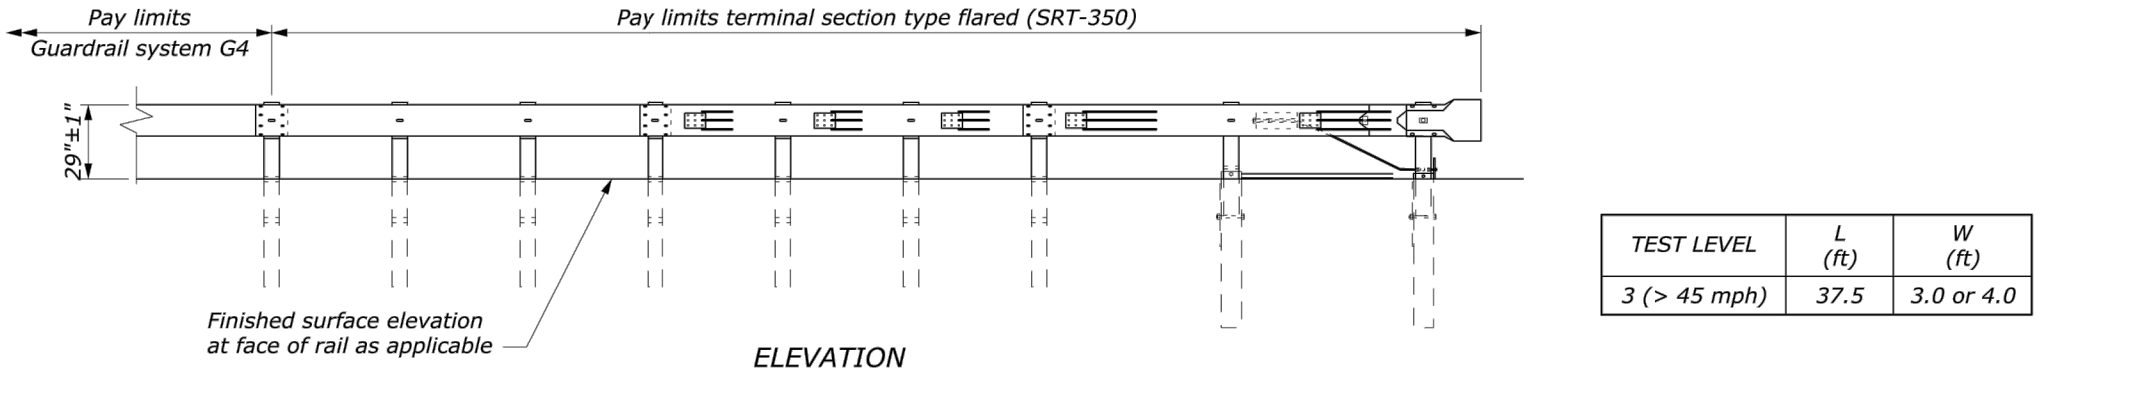 Pay limits
Guardrail system G4
Pay limits terminal section type flared (SRT-350)
29"±1"
Finished surface elevation
at face of rail as applicable
ELEVATION
TEST LEVEL
L
(ft)
W
(ft)
3 (> 45 mph)
37.5
3.0 or 4.0